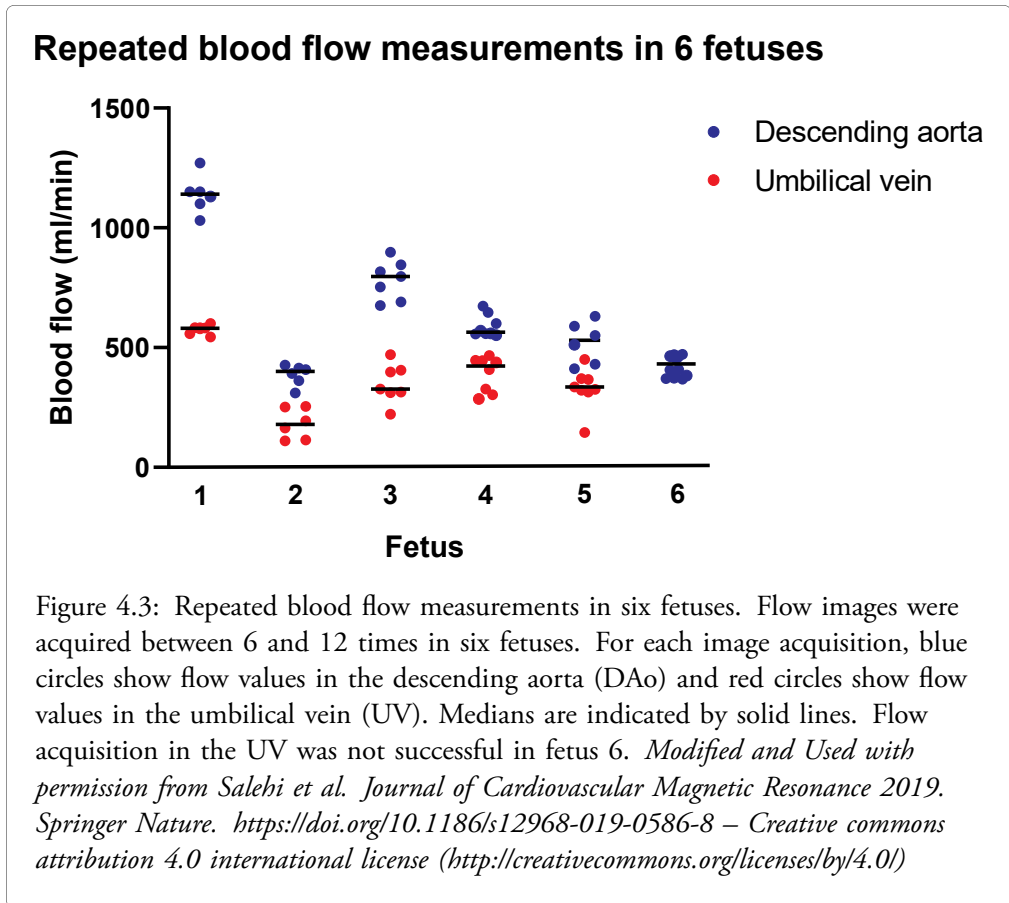 Repeated blood flow measurements in 6 fetuses
1500
1000
500
0
Blood flow (ml/min)
Descending aorta
Umbilical vein
1 2 3 4 5 6
Fetus
Figure 4.3: Repeated blood flow measurements in six fetuses. Flow images were
acquired between 6 and 12 times in six fetuses. For each image acquisition, blue
circles show flow values in the descending aorta (DAo) and red circles show flow
values in the umbilical vein (UV). Medians are indicated by solid lines. Flow
acquisition in the UV was not successful in fetus 6. Modified and Used with
permission from Salehi et al. Journal of Cardiovascular Magnetic Resonance 2019.
Springer Nature. https://doi.org/10.1186/s12968-019-0586-8 – Creative commons
attribution 4.0 international license (http://creativecommons.org/licenses/by/4.0/)